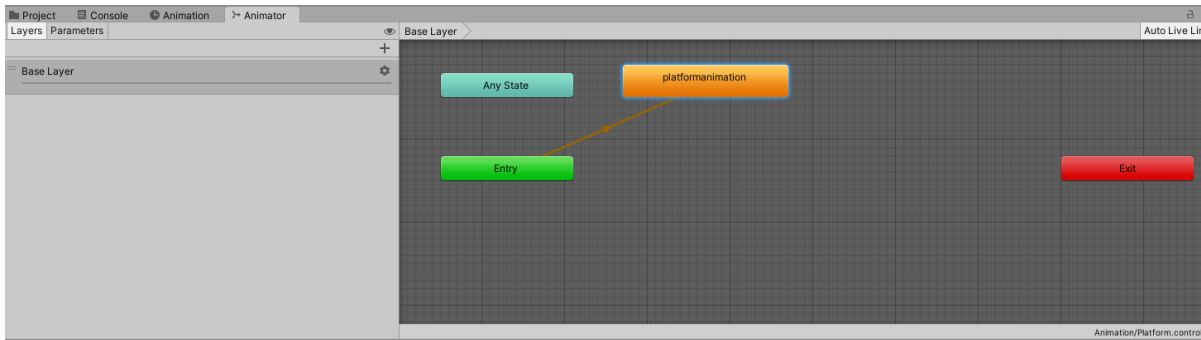 Project Console Animation Animator
Layers Parameters Base Layer Auto Live Lin
Base Layer
Any State
platformanimation
Entry
Exit
Animation/Platform.contro